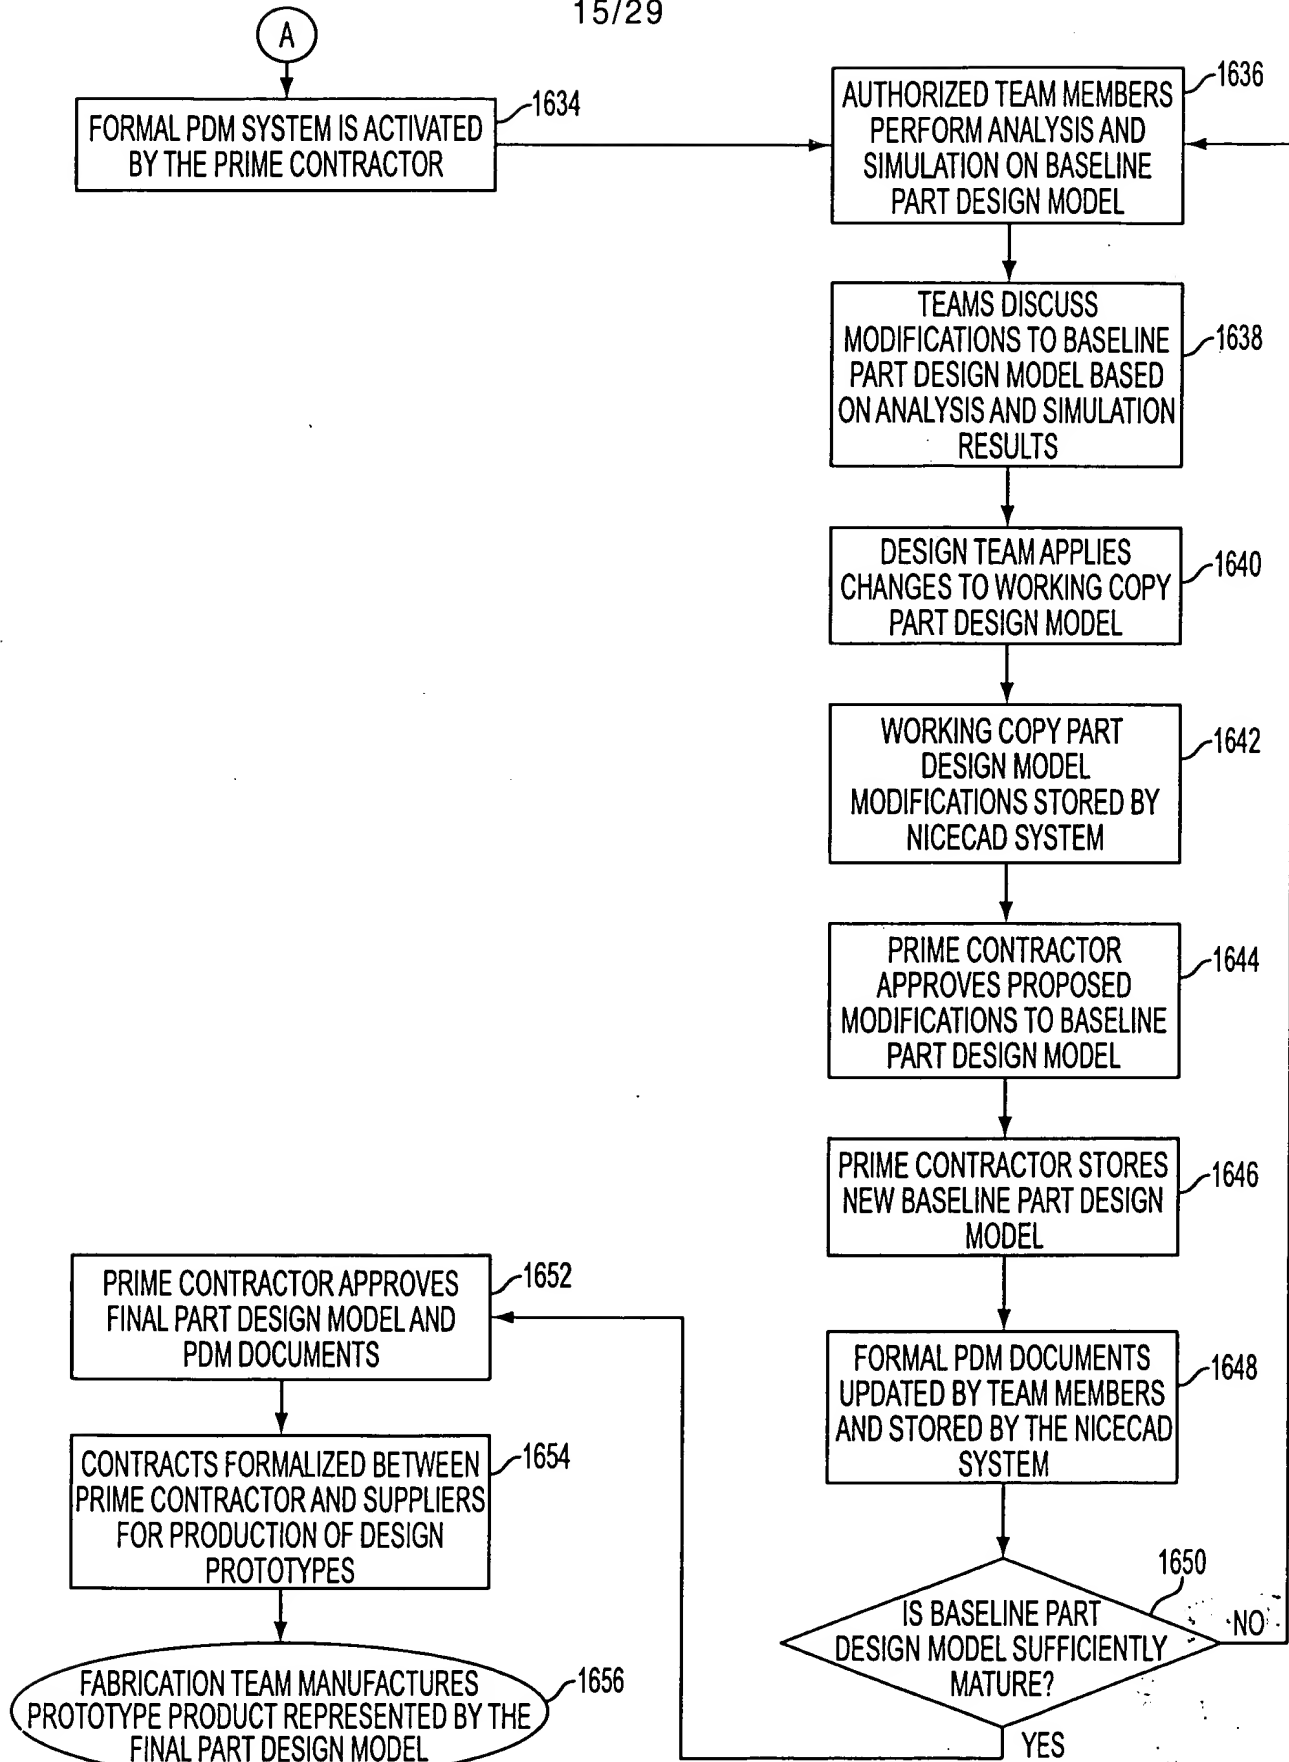 15/29
A
FORMAL PDM SYSTEM IS ACTIVATED
BY THE PRIME CONTRACTOR
1634
AUTHORIZED TEAM MEMBERS
PERFORM ANALYSIS AND
SIMULATION ON BASELINE
PART DESIGN MODEL
1636
TEAMS DISCUSS
MODIFICATIONS TO BASELINE
PART DESIGN MODEL BASED
ON ANALYSIS AND SIMULATION
RESULTS
1638
DESIGN TEAM APPLIES
CHANGES TO WORKING COPY
PART DESIGN MODEL
1640
WORKING COPY PART
DESIGN MODEL
MODIFICATIONS STORED BY
NICECAD SYSTEM
1642
PRIME CONTRACTOR
APPROVES PROPOSED
MODIFICATIONS TO BASELINE
PART DESIGN MODEL
1644
PRIME CONTRACTOR STORES
NEW BASELINE PART DESIGN
MODEL
1646
FORMAL PDM DOCUMENTS
UPDATED BY TEAM MEMBERS
AND STORED BY THE NICECAD
SYSTEM
1648
IS BASELINE PART
DESIGN MODEL SUFFICIENTLY
MATURE?
1650
NO
YES
PRIME CONTRACTOR APPROVES
FINAL PART DESIGN MODEL AND
PDM DOCUMENTS
1652
CONTRACTS FORMALIZED BETWEEN
PRIME CONTRACTOR AND SUPPLIERS
FOR PRODUCTION OF DESIGN
PROTOTYPES
1654
FABRICATION TEAM MANUFACTURES
PROTOTYPE PRODUCT REPRESENTED BY THE
FINAL PART DESIGN MODEL
1656